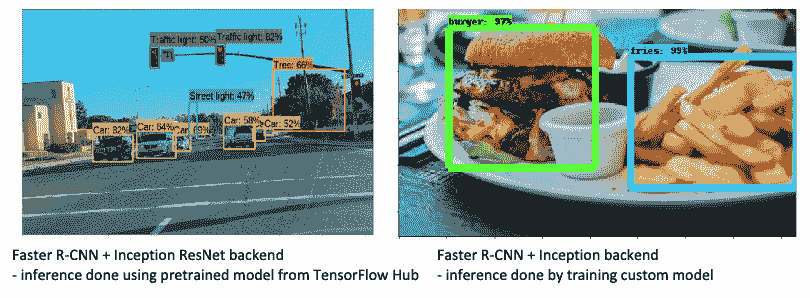 Traffic light: 50%
Traffic light: 82%
Tree: 66%
Street light: 47%
Car: 82%
Car: 64%
Car: 58%
Car: 52%
burger: 97%
fries: 99%
Faster R-CNN + Inception ResNet backend
- inference done using pretrained model from TensorFlow Hub
Faster R-CNN + Inception backend
- inference done by training custom model